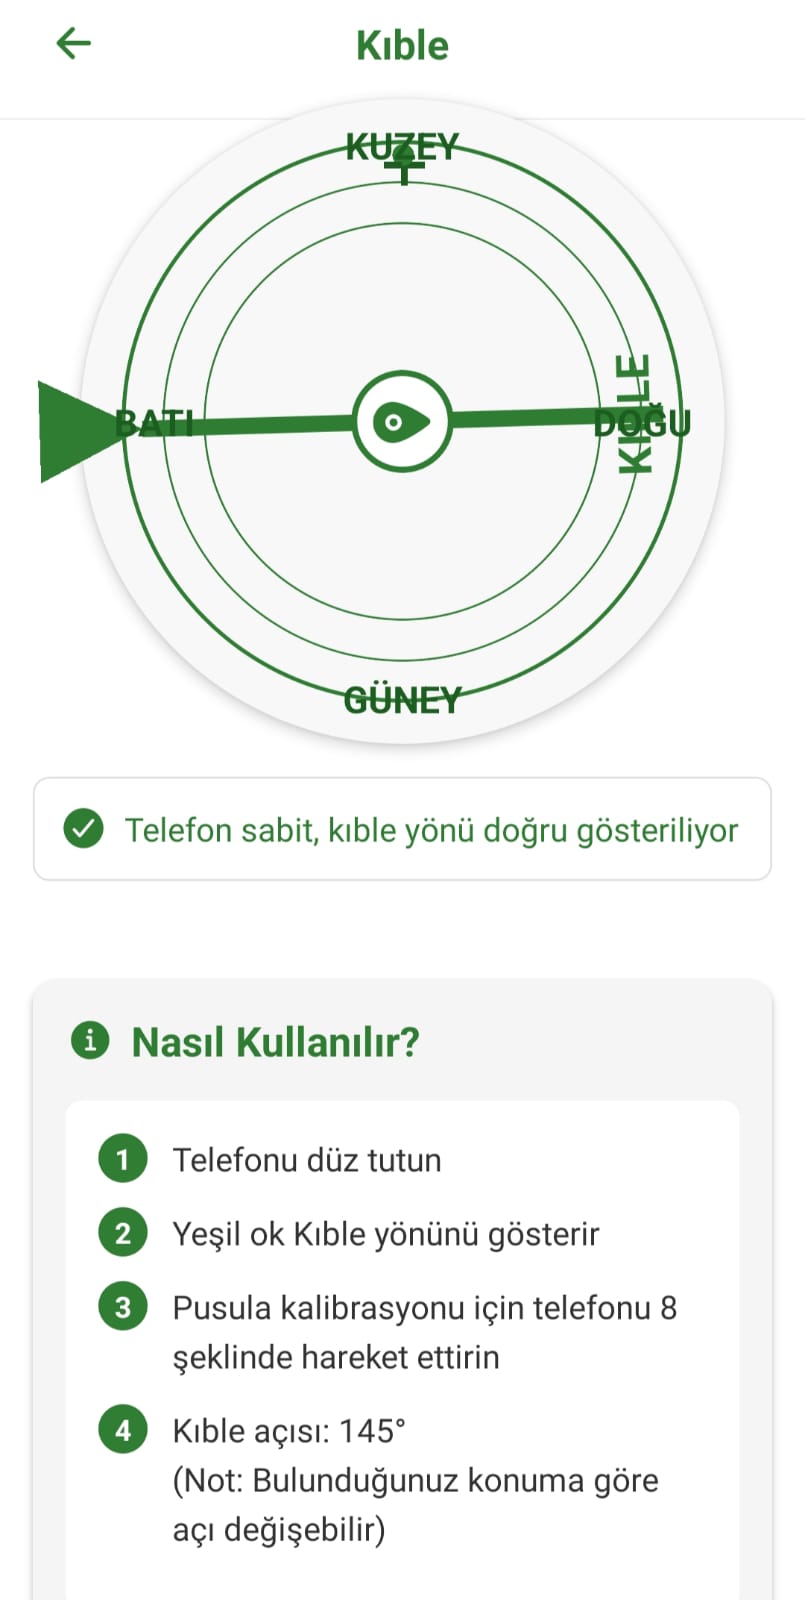 Kıble
KUZEY
BATI
DOĞU
KIBLE
GÜNEY
Telefon sabit, kıble yönü doğru gösteriliyor
Nasıl Kullanılır?
1 Telefonu düz tutun
2 Yeşil ok Kıble yönünü gösterir
3 Pusula kalibrasyonu için telefonu 8
şeklinde hareket ettirin
4 Kıble açısı: 145°
(Not: Bulunduğunuz konuma göre
açı değişebilir)